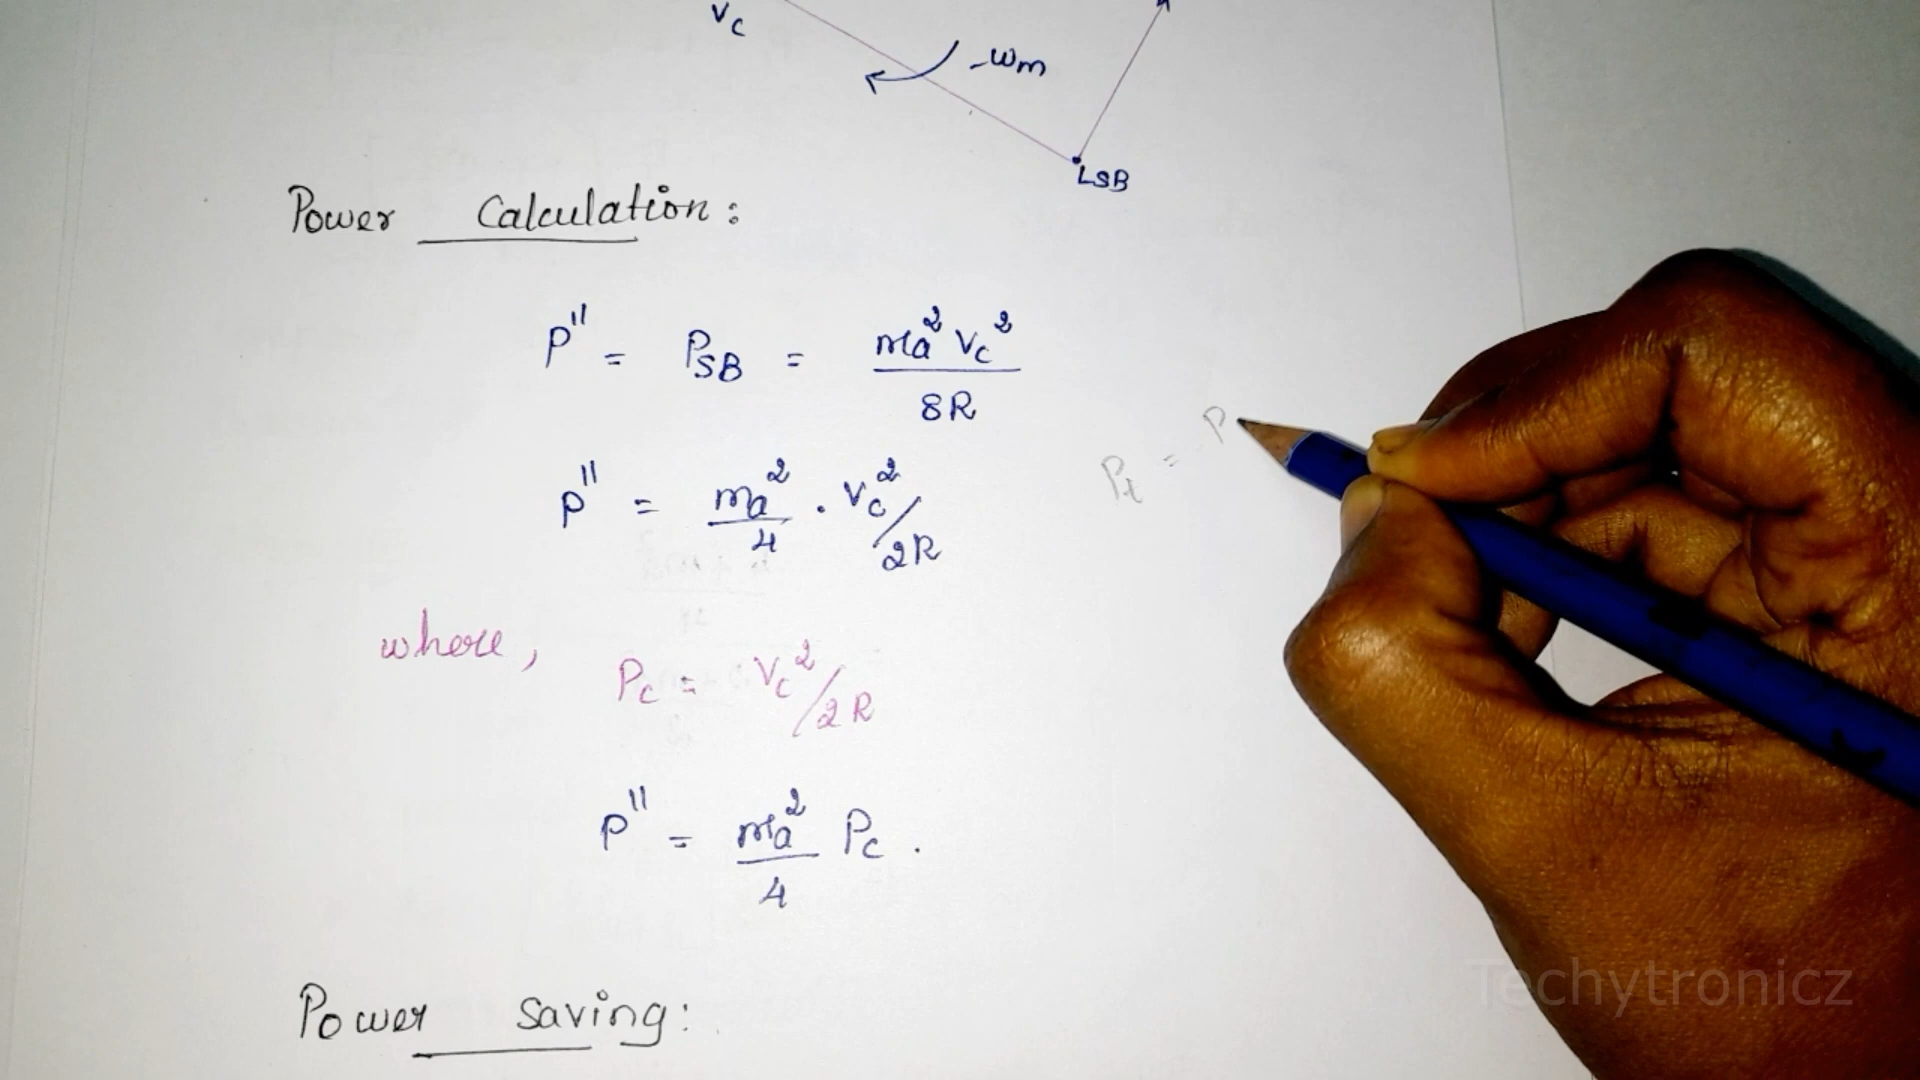 Vc
-ωm
LSB
Power Calculation:
P'' = PSB = ma² Vc² / 8R
Pt = P
P'' = ma² / 4 . Vc² / 2R
where,
Pc = Vc² / 2R
P'' = ma² / 4 Pc .
Techytronicz
Power saving: